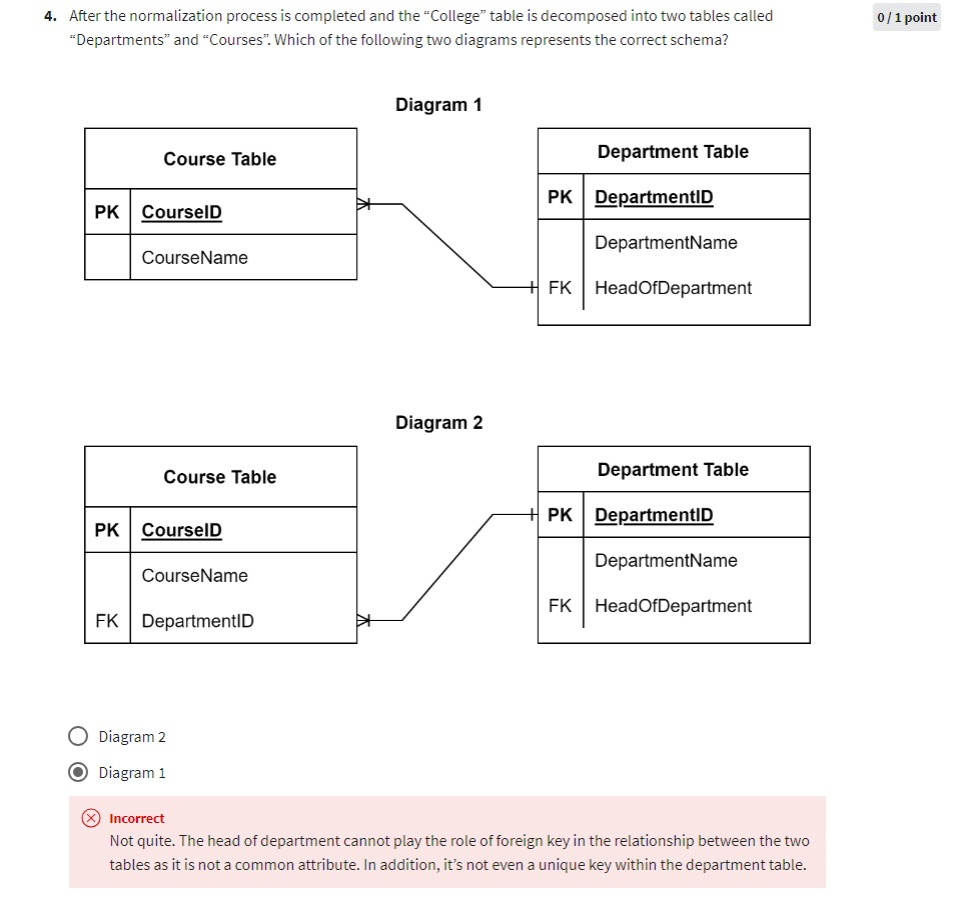 4. After the normalization process is completed and the “College” table is decomposed into two tables called
0 / 1 point
“Departments” and “Courses”. Which of the following two diagrams represents the correct schema?
Diagram 1
Course Table
PK CourseID
CourseName
Department Table
PK DepartmentID
DepartmentName
FK HeadOfDepartment
Diagram 2
Course Table
PK CourseID
CourseName
FK DepartmentID
Department Table
PK DepartmentID
DepartmentName
FK HeadOfDepartment
Diagram 2
Diagram 1
Incorrect
Not quite. The head of department cannot play the role of foreign key in the relationship between the two
tables as it is not a common attribute. In addition, it’s not even a unique key within the department table.